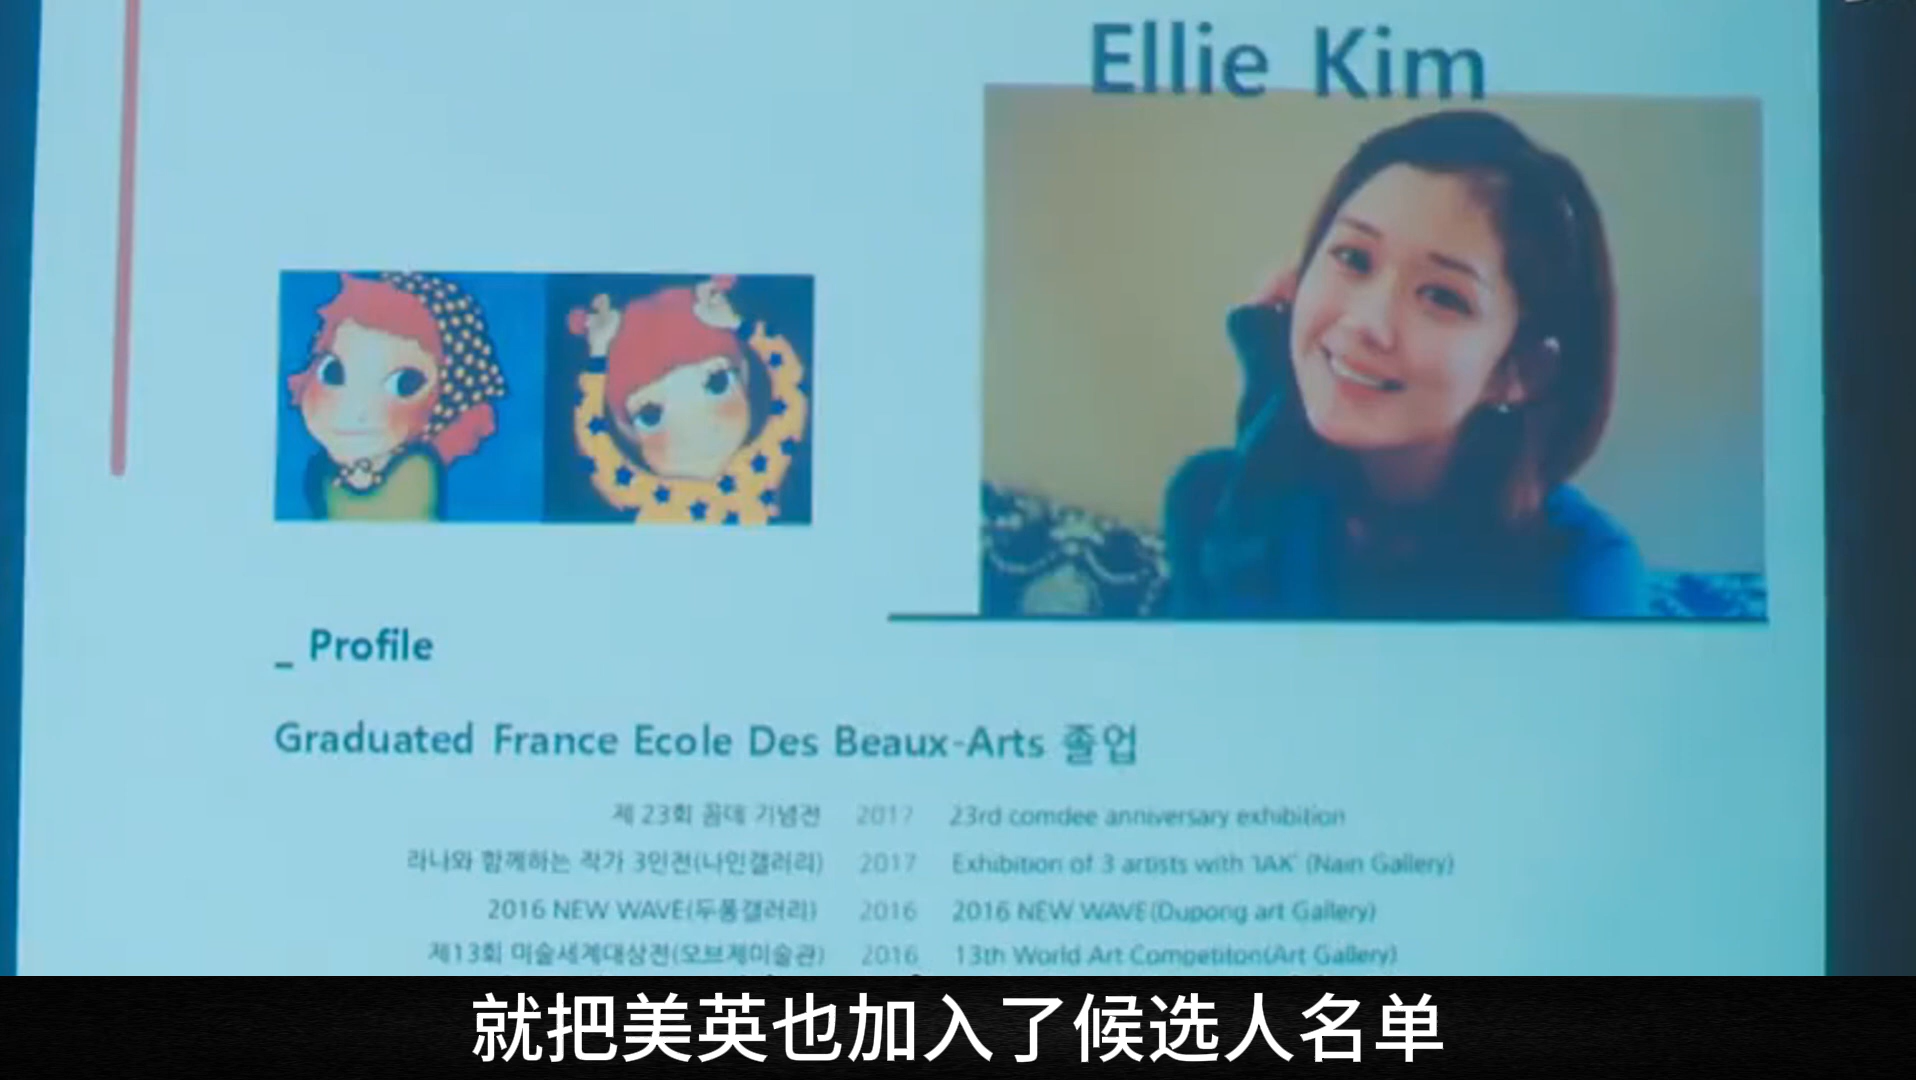 Ellie Kim
_ Profile
Graduated France Ecole Des Beaux-Arts 졸업
제 23회 꿈데 기념전 2017 23rd comdee anniversary exhibition
라나와 함께하는 작가 3인전(나인갤러리) 2017 Exhibition of 3 artists with 'IAK' (Nain Gallery)
2016 NEW WAVE(두퐁갤러리) 2016 2016 NEW WAVE(Dupong art Gallery)
제13회 미술세계대상전(오브제미술관) 2016 13th World Art Competiton(Art Gallery)
就把美英也加入了候选人名单